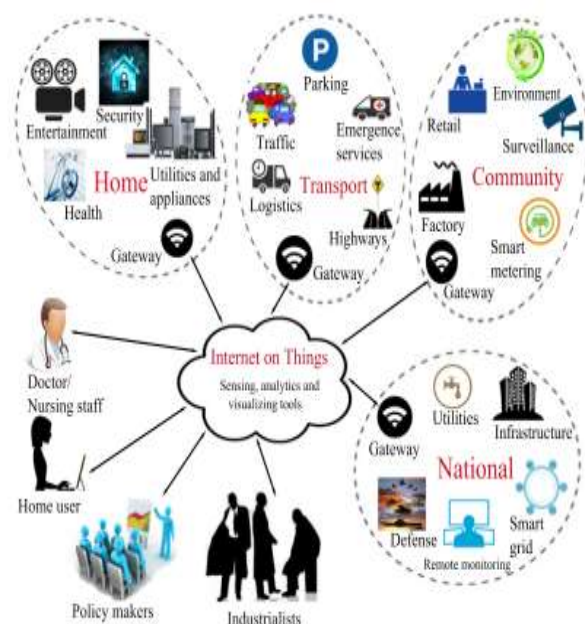 Entertainment
Security
Health
Home
Utilities and
appliances
Gateway
P
Parking
Traffic
Emergence
services
Logistics
Transport
Highways
Gateway
Environment
Retail
Surveillance
Community
Factory
Smart
metering
Gateway
Internet on Things
Sensing, analytics and
visualizing tools
Doctor/
Nursing staff
Home user
Policy makers
Industrialists
Gateway
Utilities
Infrastructure
National
Defense
Smart
grid
Remote monitoring